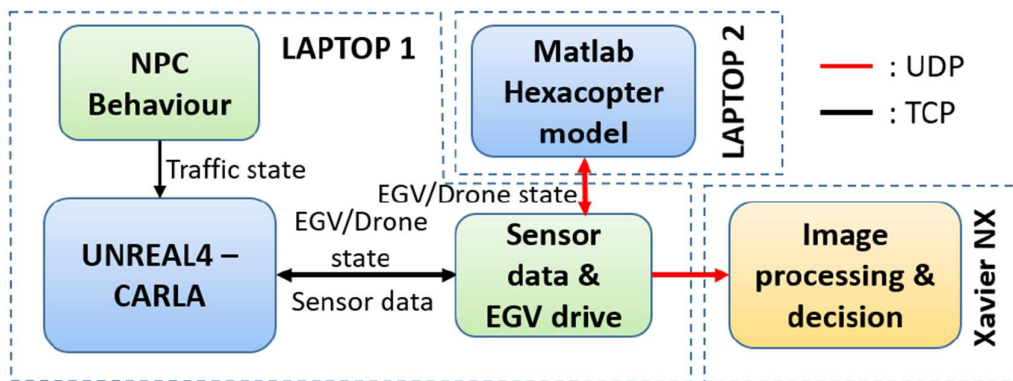 NPC
Behaviour
LAPTOP 1
Matlab
Hexacopter
model
LAPTOP 2
: UDP
: TCP
Traffic state
EGV/Drone state
UNREAL4 –
CARLA
EGV/Drone
state
Sensor data
Sensor
data &
EGV drive
Image
processing &
decision
Xavier NX